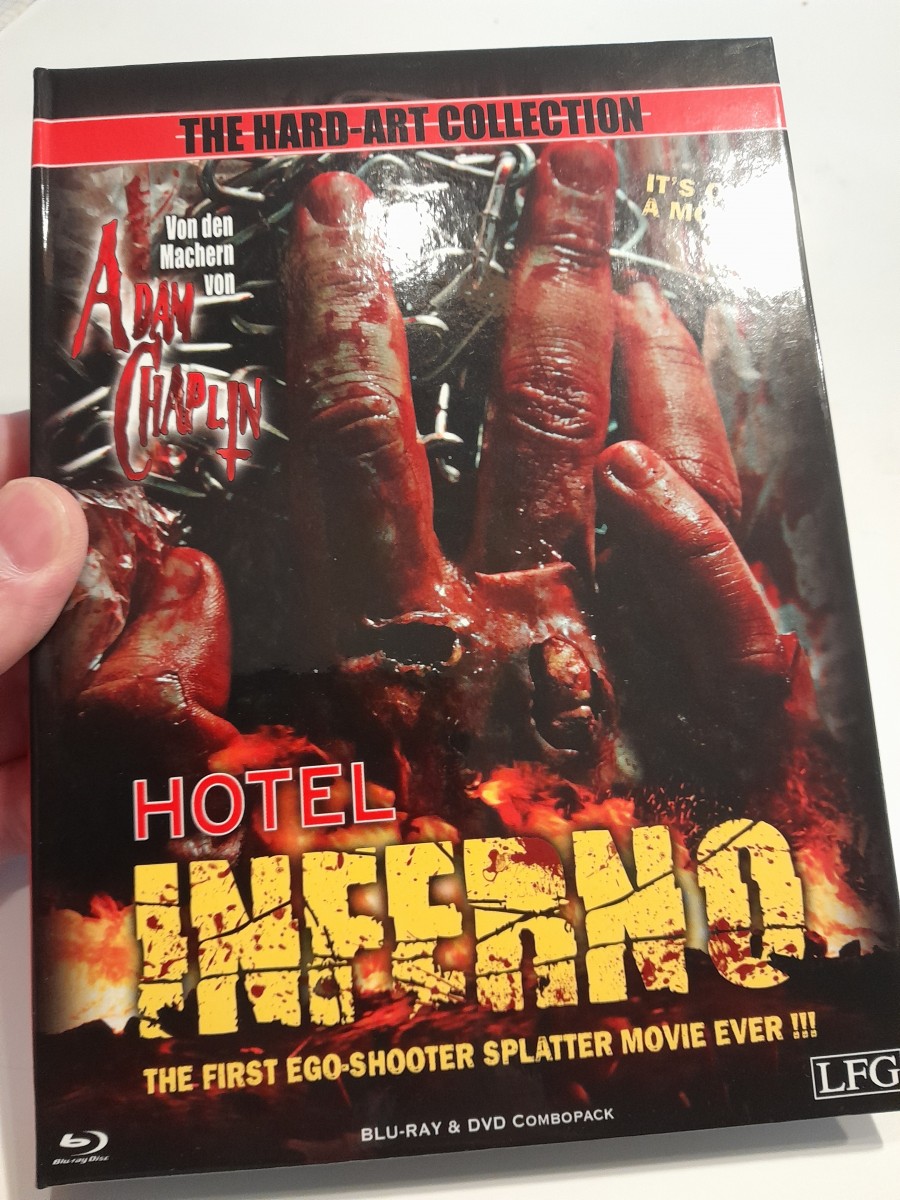 THE HARD-ART COLLECTION
IT'S
A
Von den
Machern
von
ADAM
CHAPLIN
HOTEL
INFERNO
THE FIRST EGO-SHOOTER SPLATTER MOVIE EVER !!!
LFG
BLU-RAY & DVD COMBOPACK
Blu-ray Disc